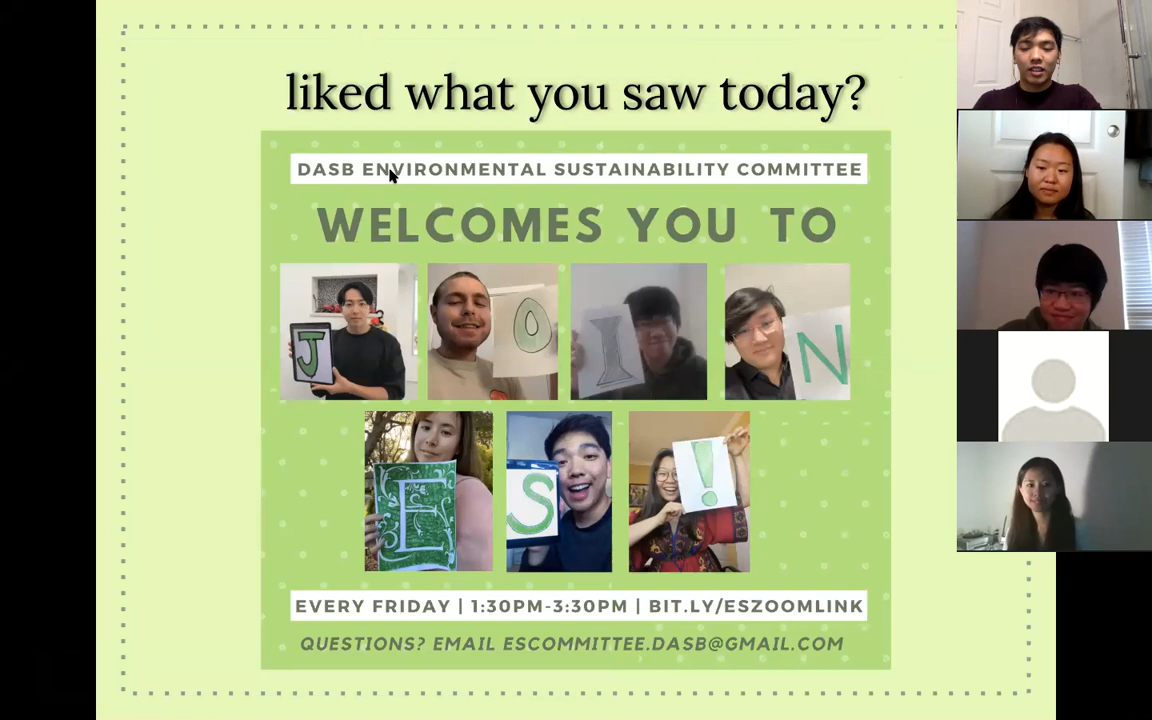 liked what you saw today?
DASB ENVIRONMENTAL SUSTAINABILITY COMMITTEE
WELCOMES YOU TO
J O I N
E S !
EVERY FRIDAY | 1:30PM-3:30PM | BIT.LY/ESZOOMLINK
QUESTIONS? EMAIL ESCOMMITTEE.DASB@GMAIL.COM